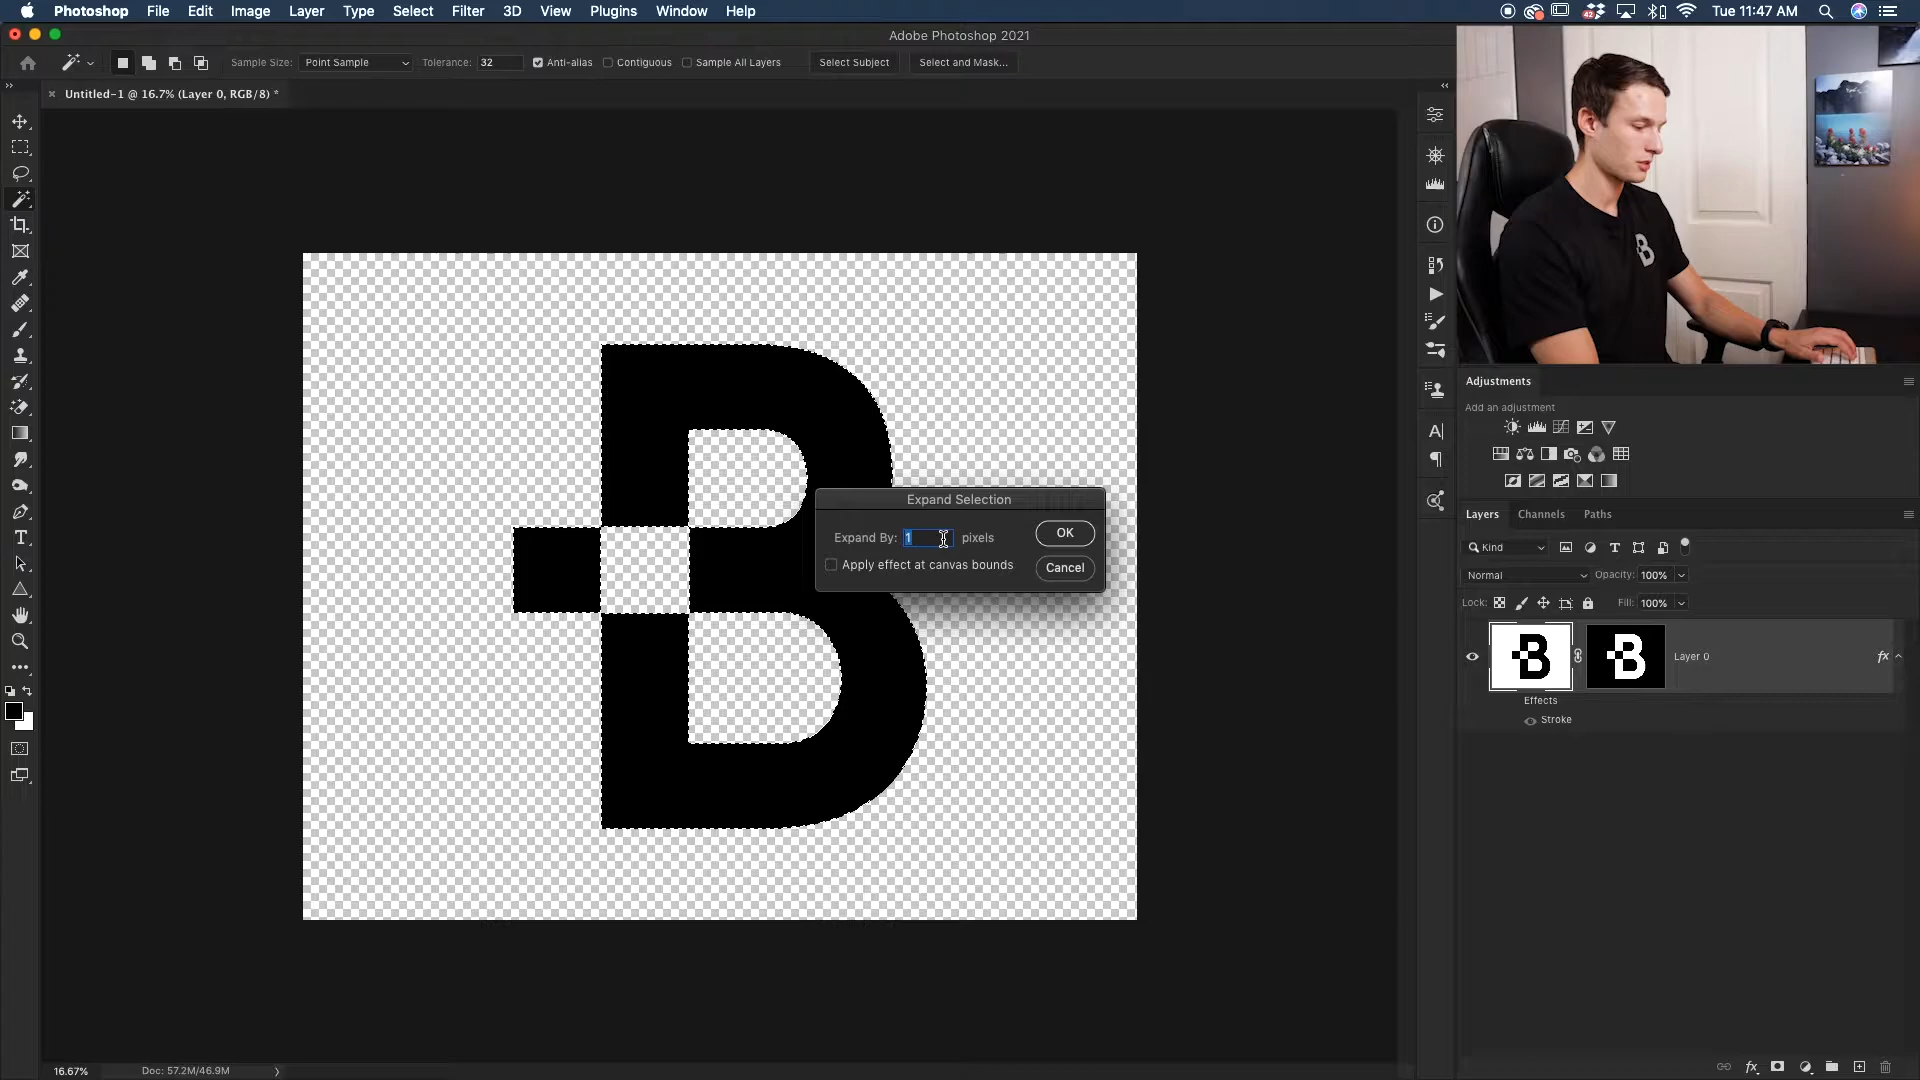 Photoshop File Edit Image Layer Type Select Filter 3D View Plugins Window Help 42 Tue 11:47 AM
Adobe Photoshop 2021
Sample Size: Point Sample Tolerance: 32 Anti-alias Contiguous Sample All Layers Select Subject Select and Mask...
Untitled-1 @ 16.7% (Layer 0, RGB/8) *
B
Expand Selection
Expand By: 1 pixels OK
Apply effect at canvas bounds Cancel
Adjustments
Add an adjustment
Layers Channels Paths
Kind
Normal Opacity: 100%
Lock: Fill: 100%
B B Layer 0 fx
Effects
Stroke
16.67% Doc: 57.2M/46.9M